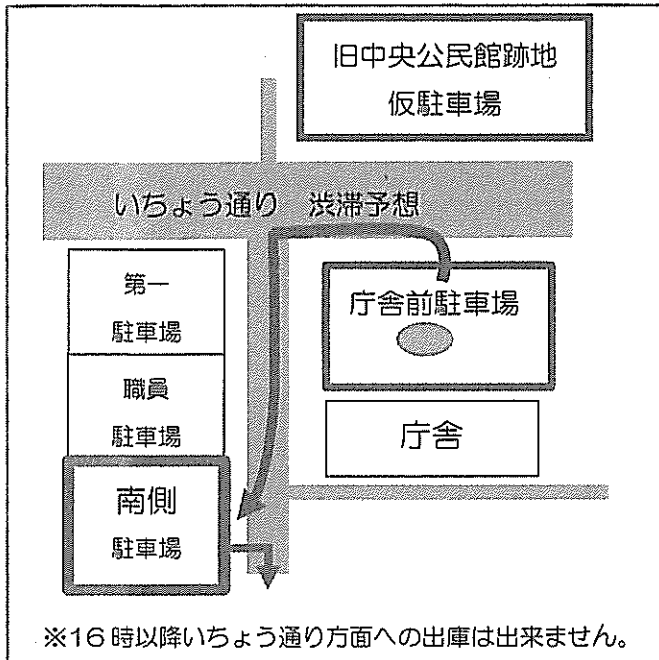 旧中央公民館跡地
仮駐車場
いちょう通り 渋滞予想
第一
駐車場
庁舎前駐車場
職員
駐車場
庁舎
南側
駐車場
※16時以降いちょう通り方面への出庫は出来ません。